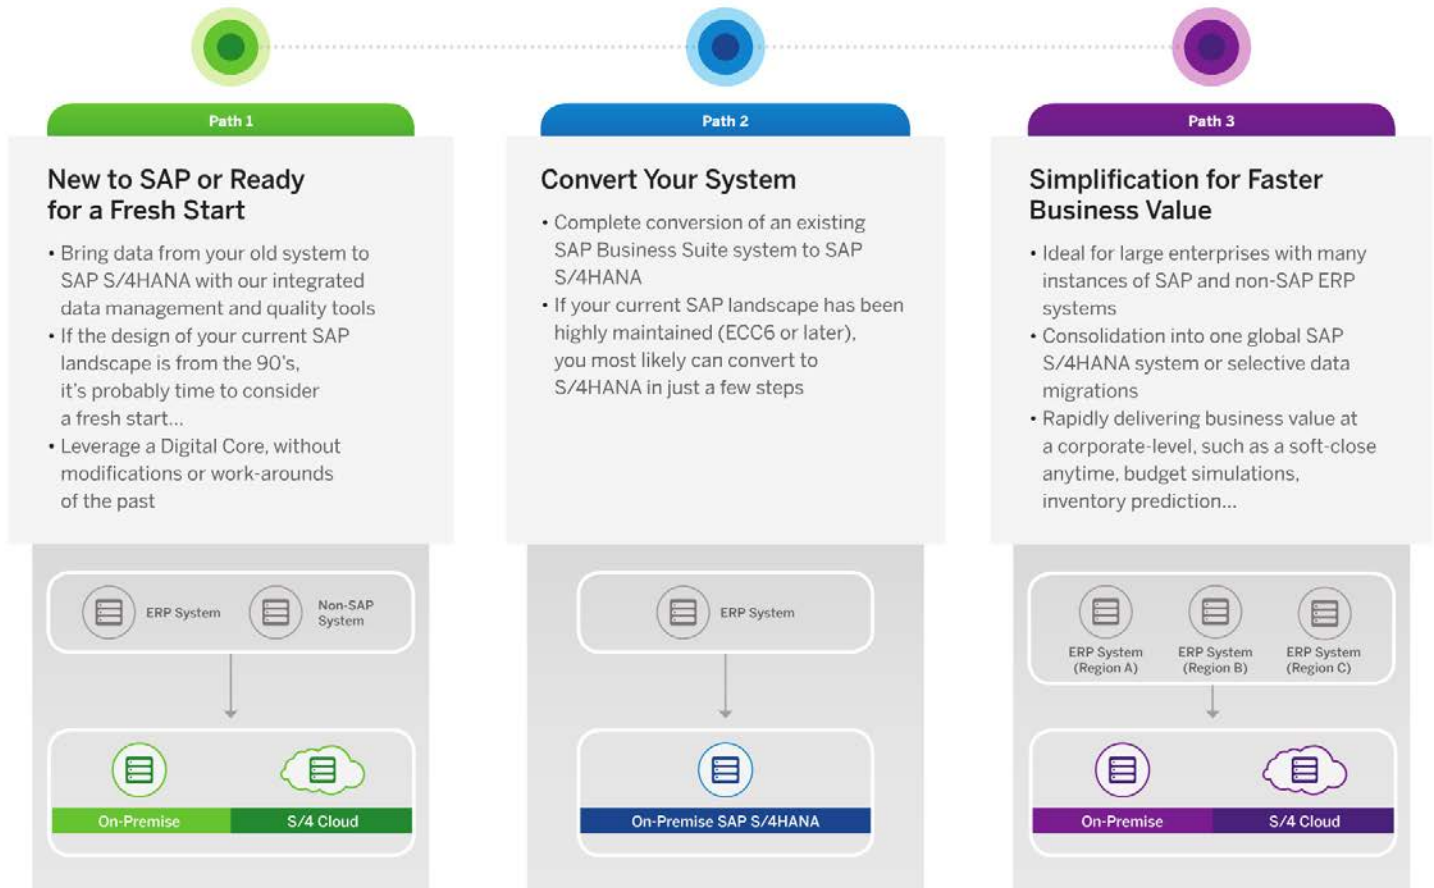 Path 1
New to SAP or Ready
for a Fresh Start
• Bring data from your old system to
SAP S/4HANA with our integrated
data management and quality tools
• If the design of your current SAP
landscape is from the 90's,
it's probably time to consider
a fresh start...
• Leverage a Digital Core, without
modifications or work-arounds
of the past
ERP System
Non-SAP
System
On-Premise
S/4 Cloud
Path 2
Convert Your System
• Complete conversion of an existing
SAP Business Suite system to SAP
S/4HANA
• If your current SAP landscape has been
highly maintained (ECC6 or later),
you most likely can convert to
S/4HANA in just a few steps
ERP System
On-Premise SAP S/4HANA
Path 3
Simplification for Faster
Business Value
• Ideal for large enterprises with many
instances of SAP and non-SAP ERP
systems
• Consolidation into one global SAP
S/4HANA system or selective data
migrations
• Rapidly delivering business value at
a corporate-level, such as a soft-close
anytime, budget simulations,
inventory prediction...
ERP System
(Region A)
ERP System
(Region B)
ERP System
(Region C)
On-Premise
S/4 Cloud